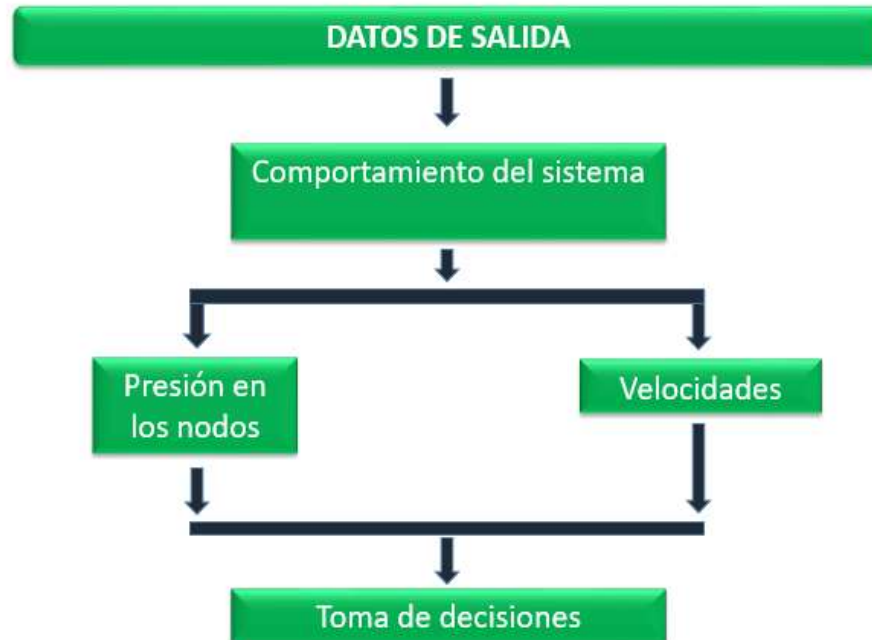 DATOS DE SALIDA
Comportamiento del sistema
Presión en
los nodos
Velocidades
Toma de decisiones